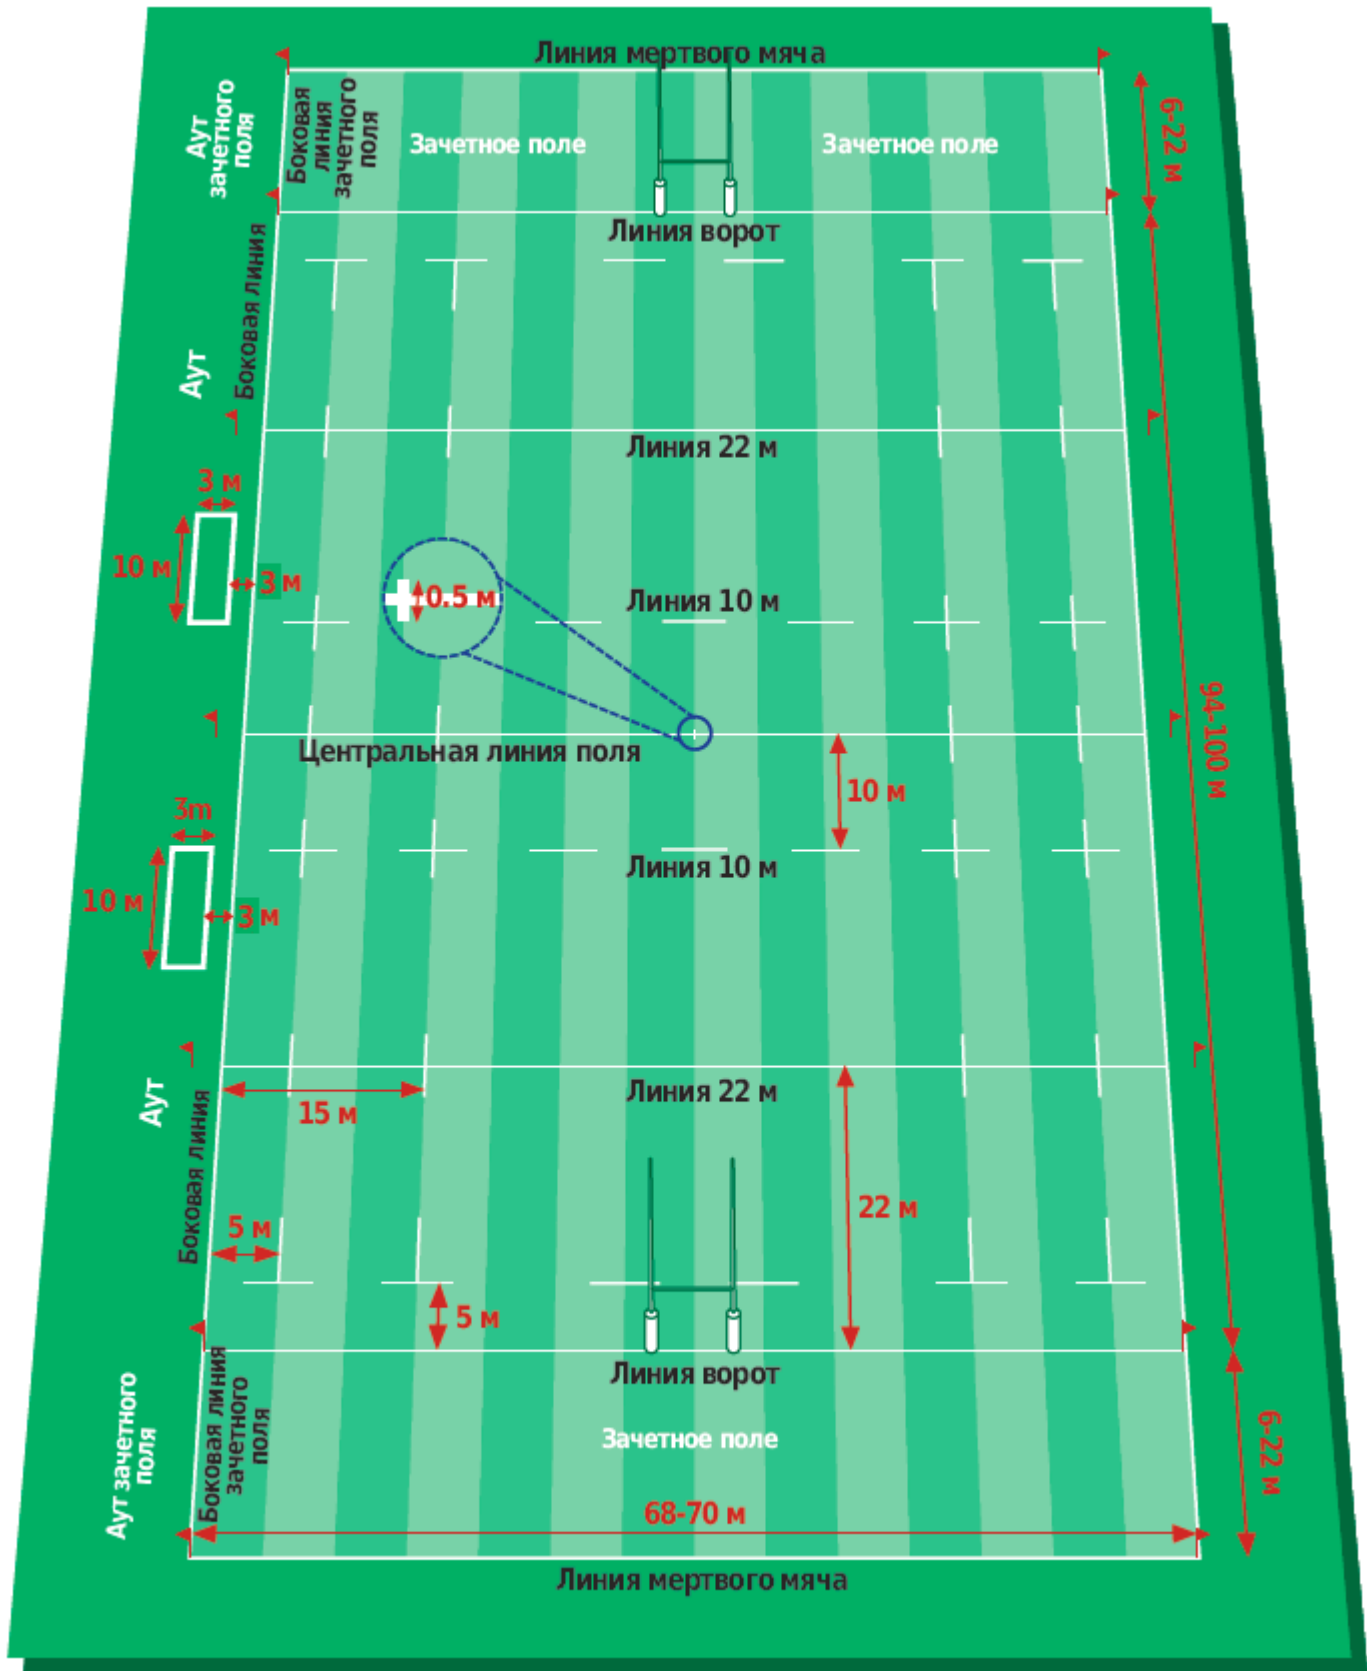 Линия мертвого мяча
Аут
зачетного
поля
Боковая
линия
зачетного
поля
Зачетное поле
Зачетное поле
6-22 м
Линия ворот
Боковая линия
Аут
Линия 22 м
3 м
10 м
3 м
0.5 м
Линия 10 м
94-100 м
Центральная линия поля
10 м
3m
Линия 10 м
10 м
3 м
Линия 22 м
Аут
15 м
Боковая линия
22 м
5 м
5 м
Линия ворот
Аут зачетного
поля
Боковая линия
зачетного
поля
Зачетное поле
6-22 м
68-70 м
Линия мертвого мяча